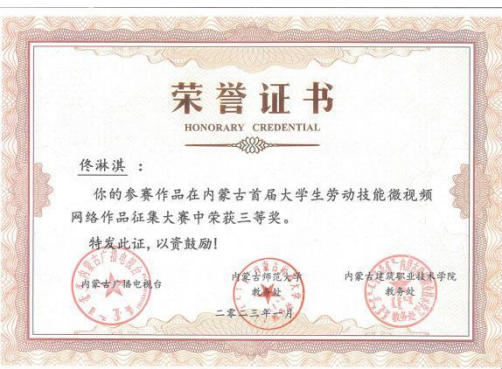 荣誉证书
HONORARY CREDENTIAL
佟淋淇：
你的参赛作品在内蒙古首届大学生劳动技能微视频
网络作品征集大赛中荣获三等奖。
特发此证，以资鼓励!
内蒙古广播电视台
内蒙古师范大学
教务处
内蒙古建筑职业技术学院
教务处
二零二三年一月